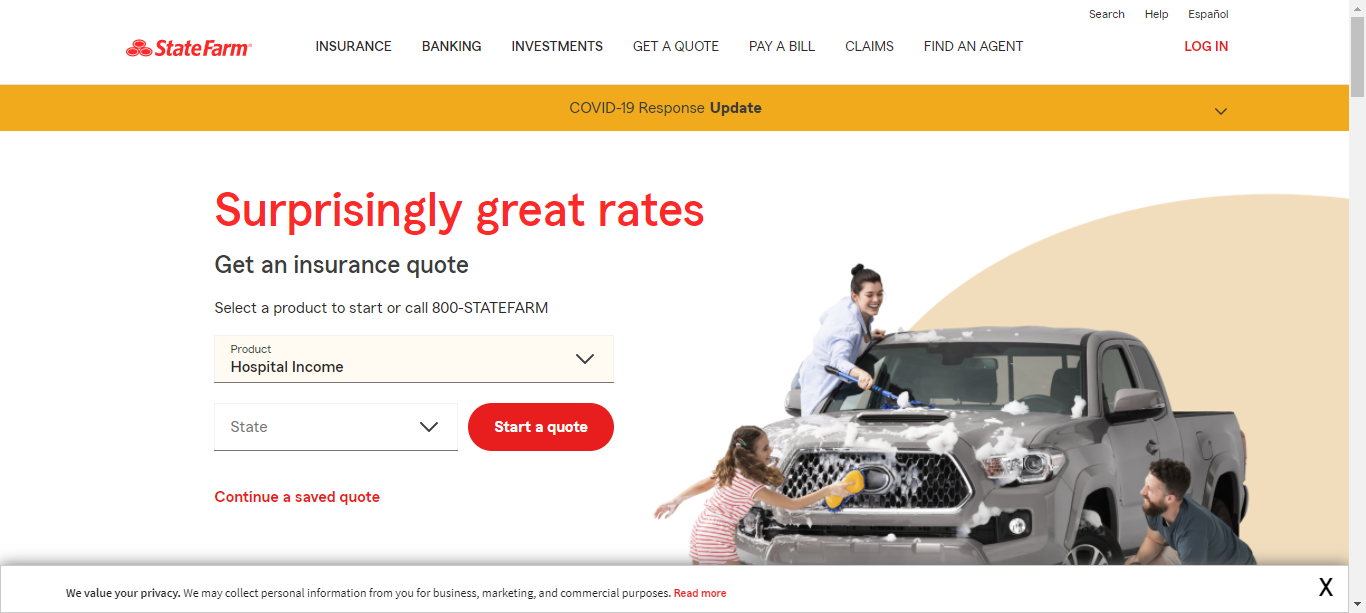 Search Help Español
State Farm®
INSURANCE BANKING INVESTMENTS GET A QUOTE PAY A BILL CLAIMS FIND AN AGENT LOG IN
COVID-19 Response Update
Surprisingly great rates
Get an insurance quote
Select a product to start or call 800-STATEFARM
Product
Hospital Income
State
Start a quote
Continue a saved quote
We value your privacy. We may collect personal information from you for business, marketing, and commercial purposes. Read more
X